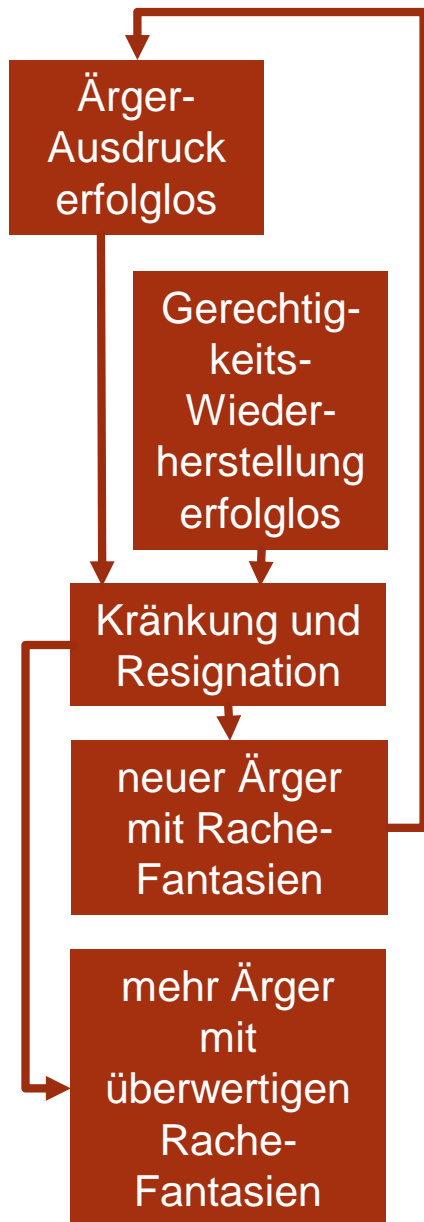 Ärger-
Ausdruck
erfolglos
Gerechtig-
keits-
Wieder-
herstellung
erfolglos
Kränkung und
Resignation
neuer Ärger
mit Rache-
Fantasien
mehr Ärger
mit
überwertigen
Rache-
Fantasien